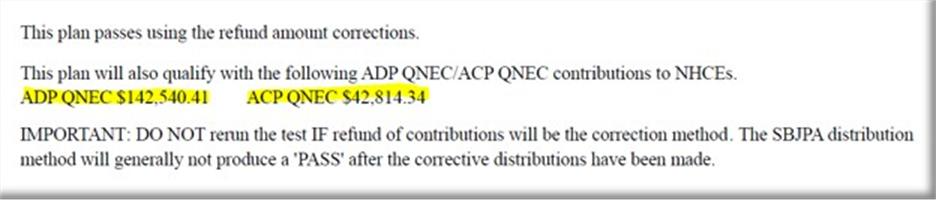 This plan passes using the refund amount corrections.
This plan will also qualify with the following ADP QNEC/ACP QNEC contributions to NHCEs.
ADP QNEC $142,540.41 ACP QNEC $42,814.34
IMPORTANT: DO NOT rerun the test IF refund of contributions will be the correction method. The SBJPA distribution
method will generally not produce a 'PASS' after the corrective distributions have been made.